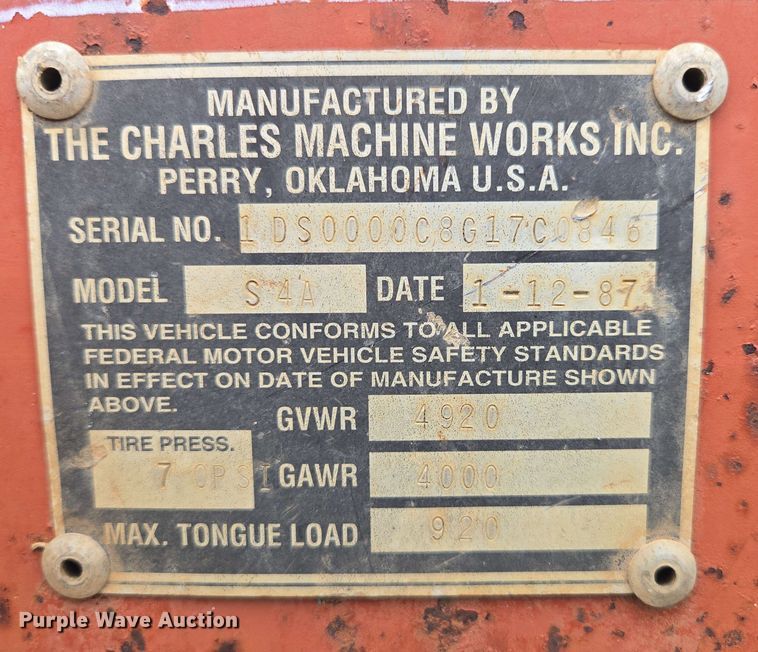 MANUFACTURED BY
THE CHARLES MACHINE WORKS INC.
PERRY, OKLAHOMA U.S.A.
SERIAL NO. 1DS0000C8G17C0846
MODEL S4A DATE 1-12-87
THIS VEHICLE CONFORMS TO ALL APPLICABLE
FEDERAL MOTOR VEHICLE SAFETY STANDARDS
IN EFFECT ON DATE OF MANUFACTURE SHOWN
ABOVE.
GVWR 4920
TIRE PRESS.
70PSI GAWR 4000
MAX. TONGUE LOAD 920
Purple Wave Auction